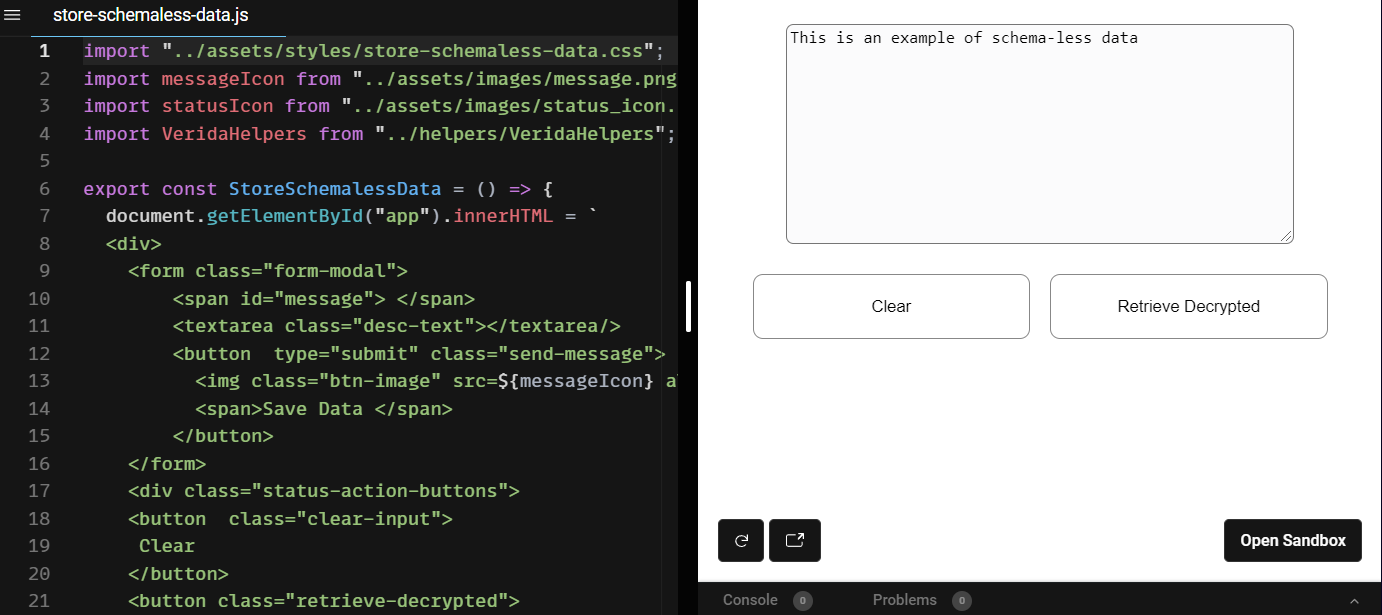 store-schemaless-data.js
1 import "../assets/styles/store-schemaless-data.css";
2 import messageIcon from "../assets/images/message.png
3 import statusIcon from "../assets/images/status_icon.
4 import VeridaHelpers from "../helpers/VeridaHelpers";
5
6 export const StoreSchemalessData = () => {
7 document.getElementById("app").innerHTML = `
8 <div>
9 <form class="form-modal">
10 <span id="message"> </span>
11 <textarea class="desc-text"></textarea/>
12 <button  type="submit" class="send-message">
13 <img class="btn-image" src=${messageIcon} a
14 <span>Save Data </span>
15 </button>
16 </form>
17 <div class="status-action-buttons">
18 <button  class="clear-input">
19 Clear
20 </button>
21 <button class="retrieve-decrypted">
This is an example of schema-less data
Clear
Retrieve Decrypted
Open Sandbox
Console 0
Problems 0